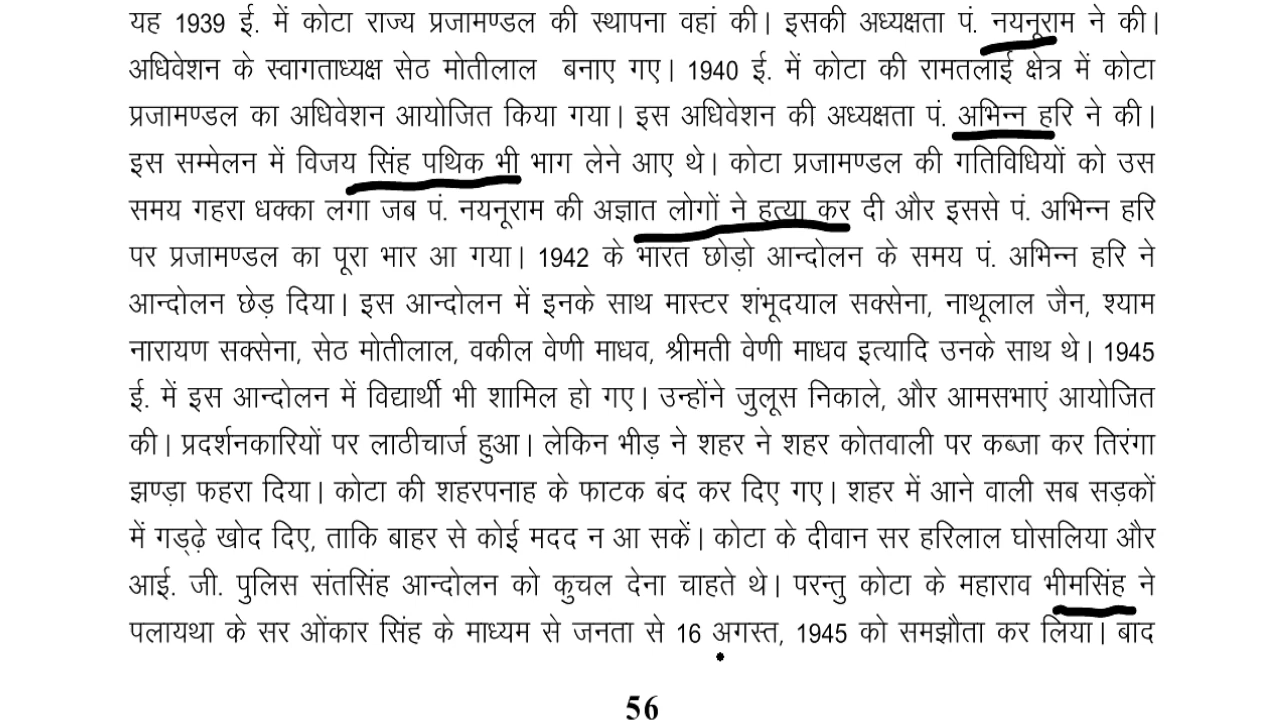 यह 1939 ई. में कोटा राज्य प्रजामण्डल की स्थापना वहां की। इसकी अध्यक्षता पं. नयनूराम ने की।
अधिवेशन के स्वागताध्यक्ष सेठ मोतीलाल बनाए गए। 1940 ई. में कोटा की रामतलाई क्षेत्र में कोटा
प्रजामण्डल का अधिवेशन आयोजित किया गया। इस अधिवेशन की अध्यक्षता पं. अभिन्न हरि ने की।
इस सम्मेलन में विजय सिंह पथिक भी भाग लेने आए थे। कोटा प्रजामण्डल की गतिविधियों को उस
समय गहरा धक्का लगा जब पं. नयनूराम की अज्ञात लोगों ने हत्या कर दी और इससे पं. अभिन्न हरि
पर प्रजामण्डल का पूरा भार आ गया। 1942 के भारत छोड़ो आन्दोलन के समय पं. अभिन्न हरि ने
आन्दोलन छेड़ दिया। इस आन्दोलन में इनके साथ मास्टर शंभूदयाल सक्सेना, नाथूलाल जैन, श्याम
नारायण सक्सेना, सेठ मोतीलाल, वकील वेणी माधव, श्रीमती वेणी माधव इत्यादि उनके साथ थे। 1945
ई. में इस आन्दोलन में विद्यार्थी भी शामिल हो गए। उन्होंने जुलूस निकाले, और आमसभाएं आयोजित
की। प्रदर्शनकारियों पर लाठीचार्ज हुआ। लेकिन भीड़ ने शहर ने शहर कोतवाली पर कब्जा कर तिरंगा
झण्ड़ा फहरा दिया। कोटा की शहरपनाह के फाटक बंद कर दिए गए। शहर में आने वाली सब सड़कों
में गड्ढ़े खोद दिए, ताकि बाहर से कोई मदद न आ सकें। कोटा के दीवान सर हरिलाल घोसलिया और
आई. जी. पुलिस संतसिंह आन्दोलन को कुचल देना चाहते थे। परन्तु कोटा के महाराव भीमसिंह ने
पलायथा के सर ओंकार सिंह के माध्यम से जनता से 16 अगस्त, 1945 को समझौता कर लिया। बाद
56